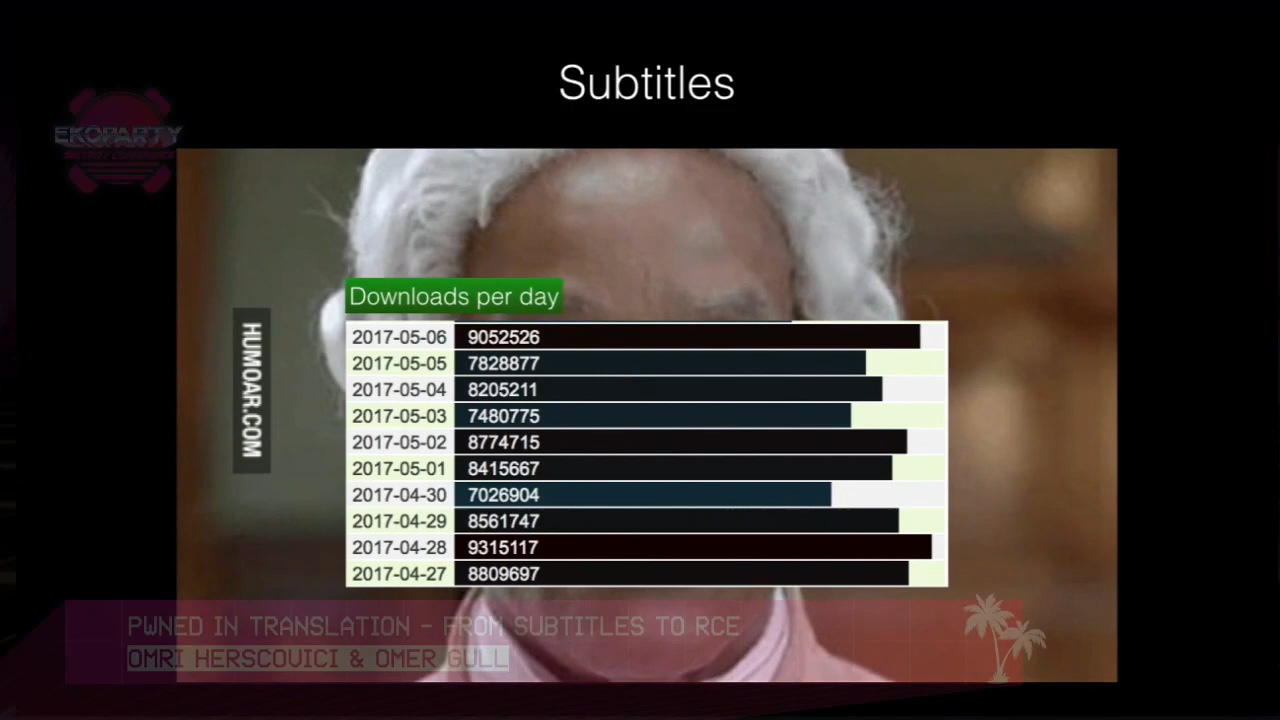 Subtitles
EKOPARTY
SECURITY CONFERENCE
Downloads per day
2017-05-06 9052526
2017-05-05 7828877
2017-05-04 8205211
2017-05-03 7480775
2017-05-02 8774715
2017-05-01 8415667
2017-04-30 7026904
2017-04-29 8561747
2017-04-28 9315117
2017-04-27 8809697
HUMOAR.COM
PWNED IN TRANSLATION - FROM SUBTITLES TO RCE
OMRI HERSCOVICI & OMER GULL